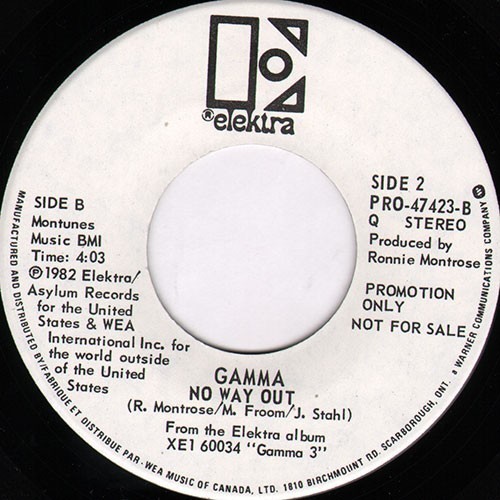 ® elektra
SIDE B
Montunes
Music BMI
Time: 4:03
Ⓟ1982 Elektra/
Asylum Records
for the United
States & WEA
International Inc. for
the world outside
of the United
States
SIDE 2
PRO-47423-B
Q STEREO
Produced by
Ronnie Montrose
PROMOTION
ONLY
NOT FOR SALE
GAMMA
NO WAY OUT
(R. Montrose/M. Froom/J. Stahl)
From the Elektra album
XE1 60034 "Gamma 3"
MANUFACTURED AND DISTRIBUTED BY/FABRIQUE ET DISTRIBUE PAR-WEA MUSIC OF CANADA, LTD. 1810 BIRCHMOUNT RD. SCARBOROUGH, ONT. a WARNER COMMUNICATIONS COMPANY